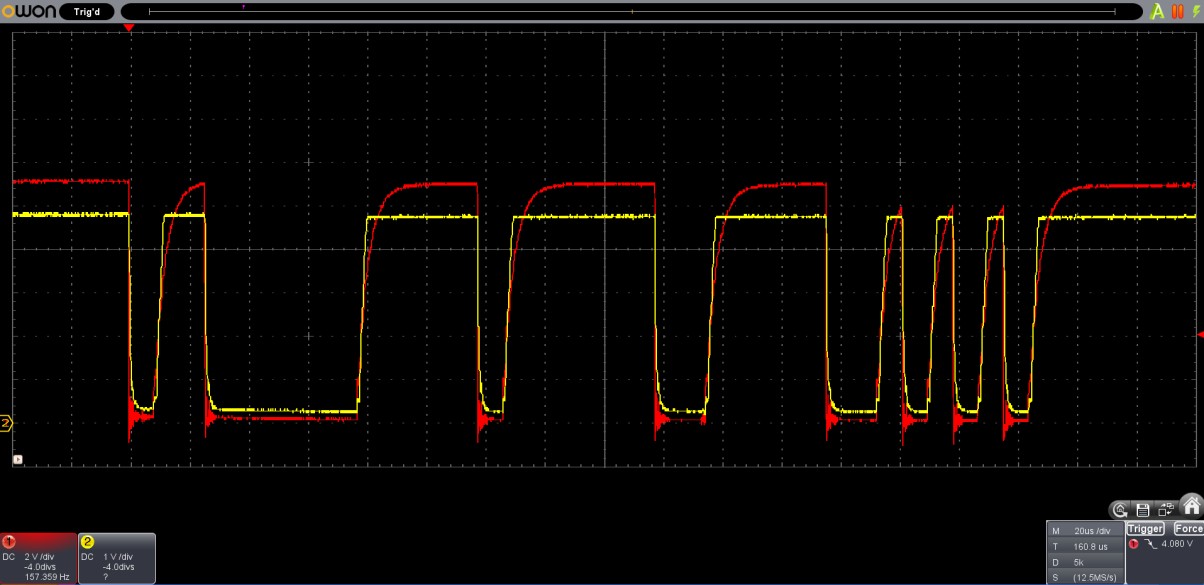 owon Trig'd
2
M 20us /div
T 160.8 us
D 5k
S (12.5MS/s)
Trigger Force
1 4.080 V
1
DC 2 V /div
-4.0divs
157.359 Hz
2
DC 1 V /div
-4.0divs
?